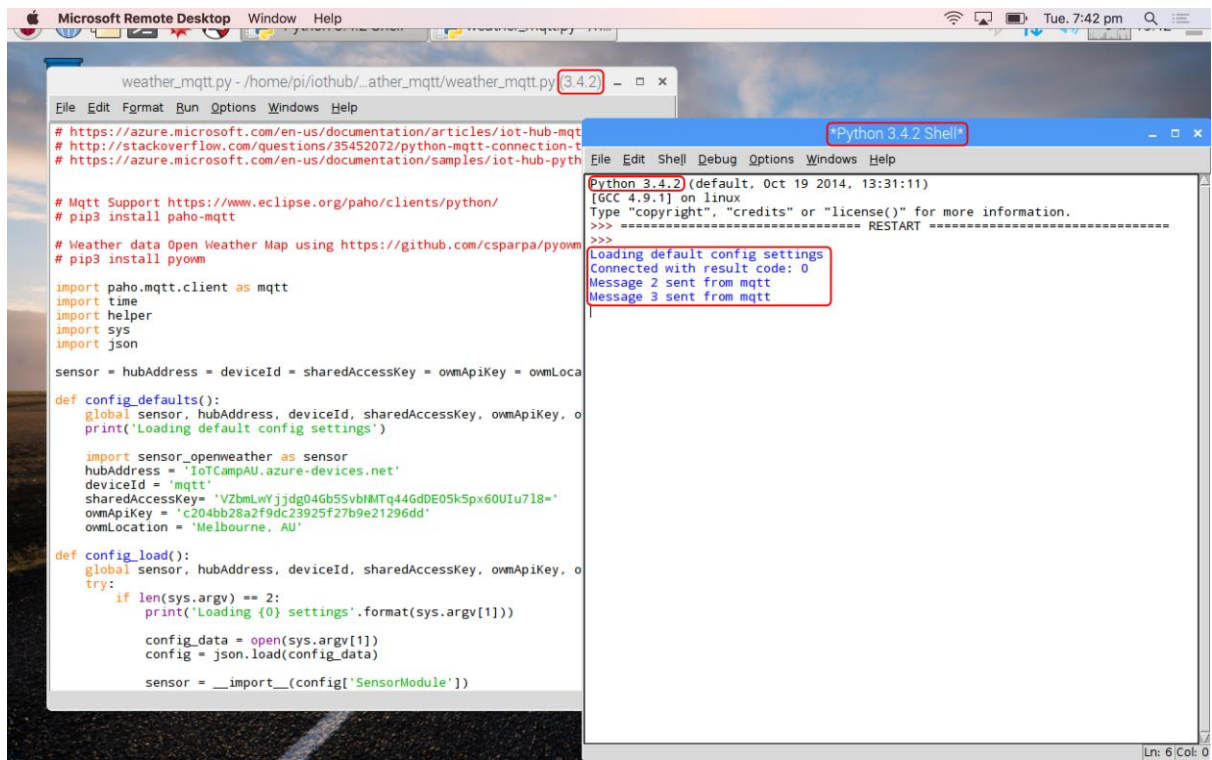 Microsoft Remote Desktop Window Help
Tue. 7:42 pm
weather_mqtt.py - /home/pi/iothub/...ather_mqtt/weather_mqtt.py (3.4.2)
File Edit Format Run Options Windows Help
# https://azure.microsoft.com/en-us/documentation/articles/iot-hub-mqt
# http://stackoverflow.com/questions/35452072/python-mqtt-connection-t
# https://azure.microsoft.com/en-us/documentation/samples/iot-hub-pyth
# Mqtt Support https://www.eclipse.org/paho/clients/python/
# pip3 install paho-mqtt
# Weather data Open Weather Map using https://github.com/csparpa/pyowm
# pip3 install pyowm
import paho.mqtt.client as mqtt
import time
import helper
import sys
import json
sensor = hubAddress = deviceId = sharedAccessKey = owmApiKey = owmLoca
def config_defaults():
global sensor, hubAddress, deviceId, sharedAccessKey, owmApiKey, o
print('Loading default config settings')
import sensor_openweather as sensor
hubAddress = 'IoTCampAU.azure-devices.net'
deviceId = 'mqtt'
sharedAccessKey= 'VZbmLwYjjdg04Gb5SvbNMTq44GdDE05k5px60UIu7l8='
owmApiKey = 'c204bb28a2f9dc23925f27b9e21296dd'
owmLocation = 'Melbourne, AU'
def config_load():
global sensor, hubAddress, deviceId, sharedAccessKey, owmApiKey, o
try:
if len(sys.argv) == 2:
print('Loading {0} settings'.format(sys.argv[1]))
config_data = open(sys.argv[1])
config = json.load(config_data)
sensor = __import__(config['SensorModule'])
*Python 3.4.2 Shell*
File Edit Shell Debug Options Windows Help
Python 3.4.2 (default, Oct 19 2014, 13:31:11)
[GCC 4.9.1] on linux
Type "copyright", "credits" or "license()" for more information.
>>> ================================ RESTART ================================
>>>
Loading default config settings
Connected with result code: 0
Message 2 sent from mqtt
Message 3 sent from mqtt
Ln: 6 Col: 0